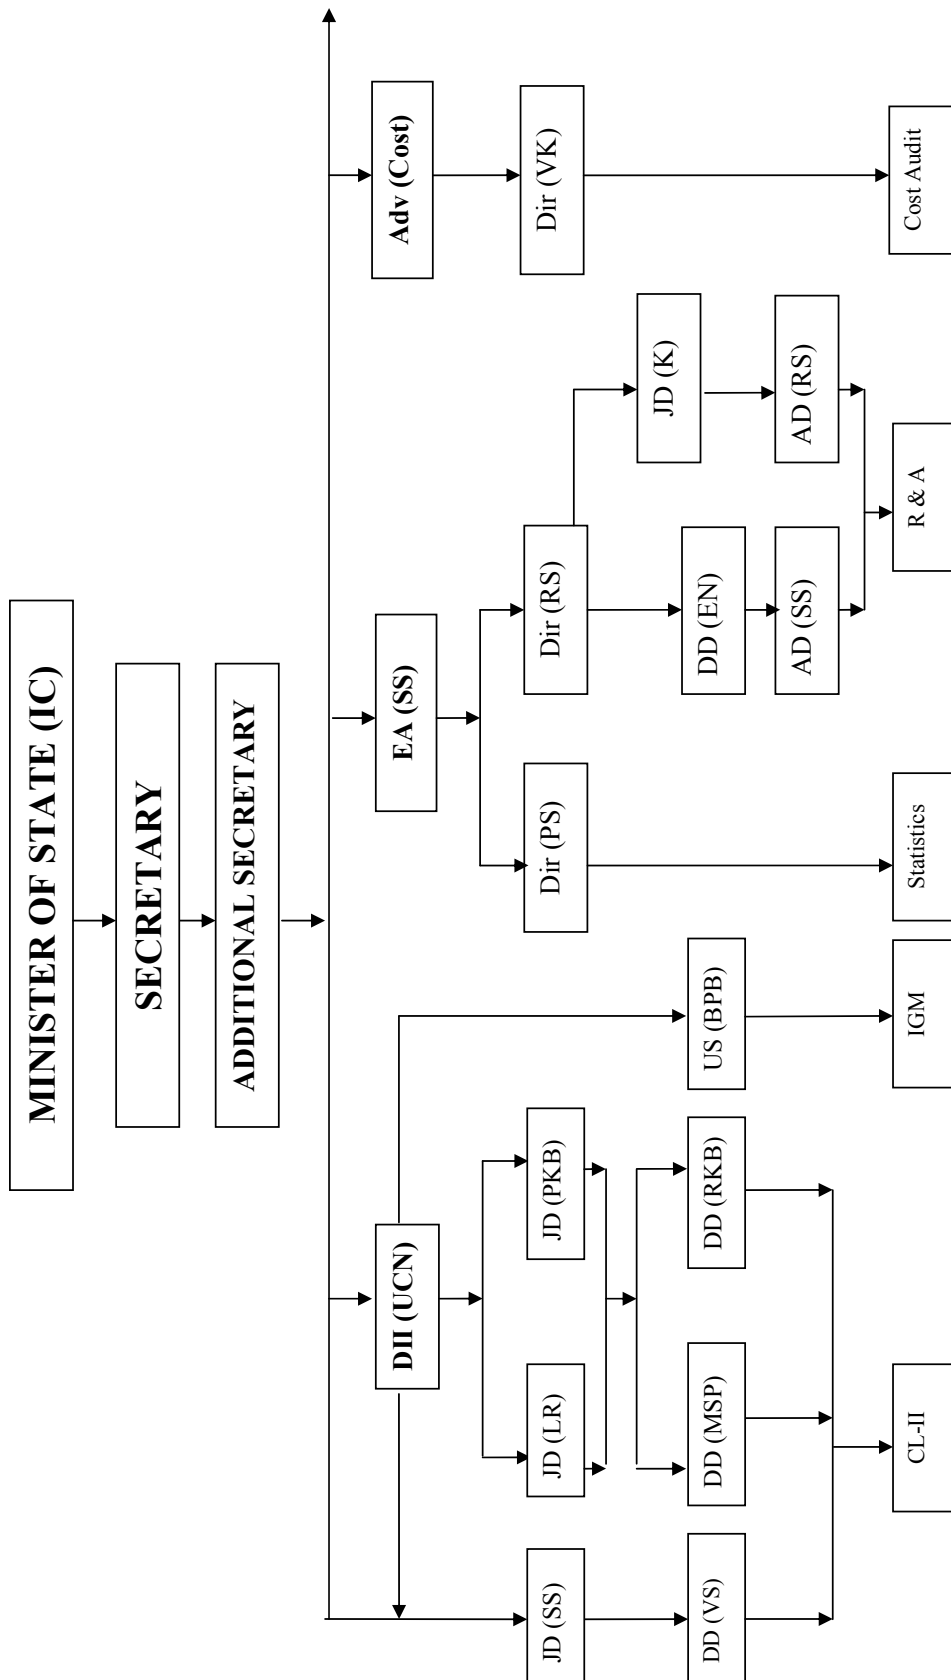 MINISTER OF STATE (IC)
SECRETARY
ADDITIONAL SECRETARY
DII (UCN)
EA (SS)
Adv (Cost)
JD (SS)
JD (LR)
JD (PKB)
Dir (PS)
Dir (RS)
Dir (VK)
JD (K)
DD (VS)
DD (MSP)
DD (RKB)
US (BPB)
DD (EN)
AD (SS)
AD (RS)
CL-II
IGM
Statistics
R & A
Cost Audit